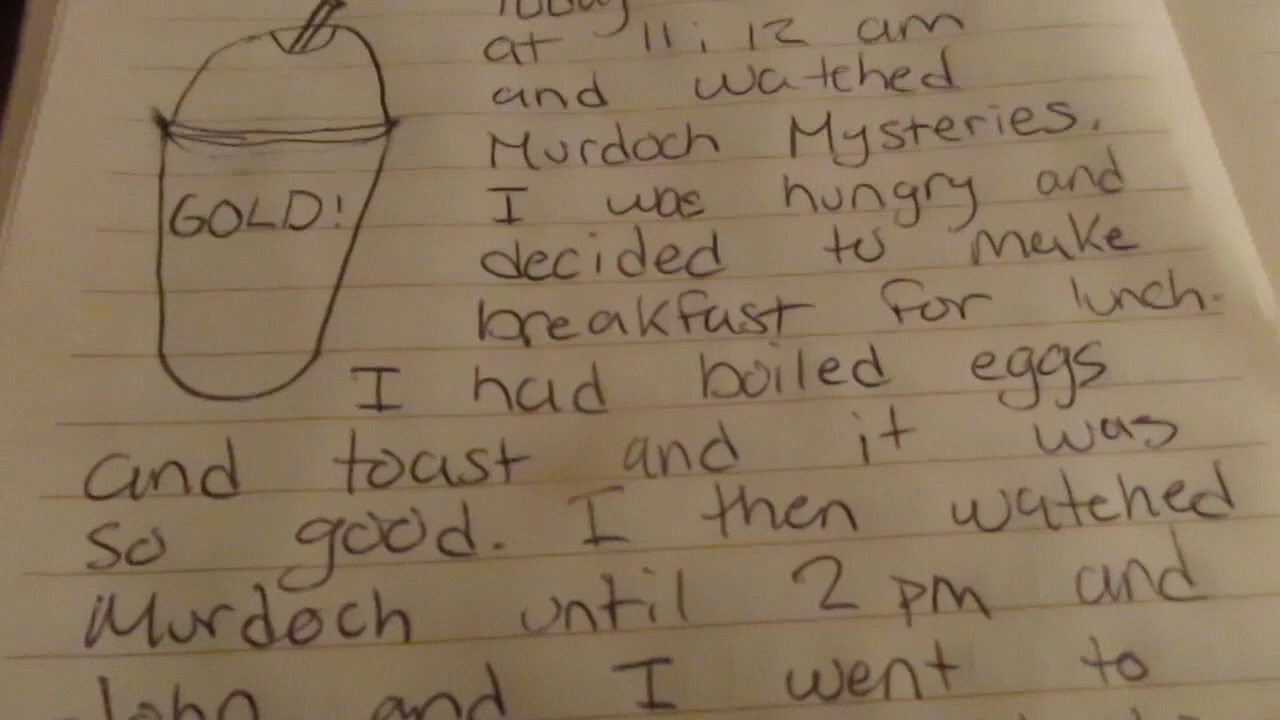 Today
at 11:12 am
and watched
Murdoch Mysteries.
I was hungry and
decided to make
breakfast for lunch.
GOLD!
I had boiled eggs
and toast and it was
so good. I then watched
Murdoch until 2 pm and
John and I went to